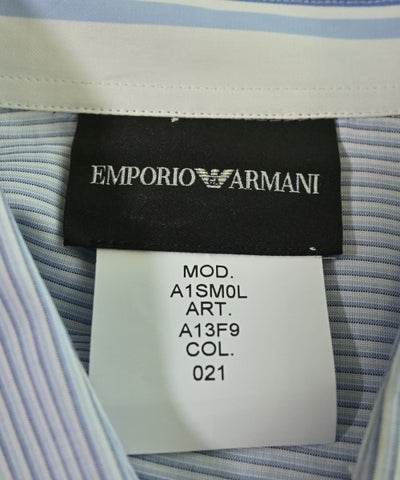 EMPORIO ARMANI
MOD.
A1SM0L
ART.
A13F9
COL.
021